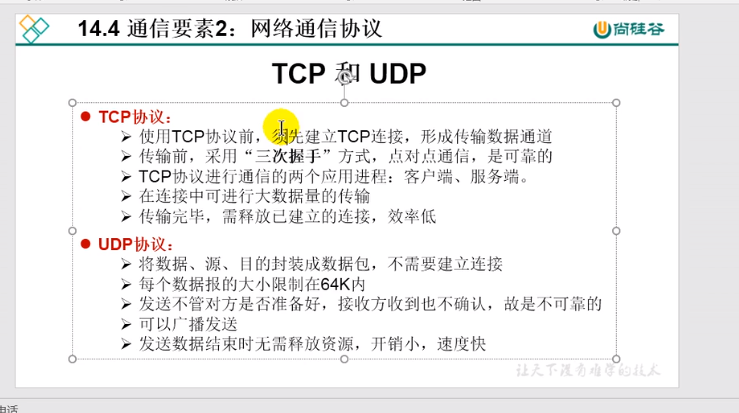 14.4 通信要素2：网络通信协议
尚硅谷
TCP 和 UDP
TCP协议：
使用TCP协议前，须先建立TCP连接，形成传输数据通道
传输前，采用“三次握手”方式，点对点通信，是可靠的
TCP协议进行通信的两个应用进程：客户端、服务端。
在连接中可进行大数据量的传输
传输完毕，需释放已建立的连接，效率低
UDP协议：
将数据、源、目的封装成数据包，不需要建立连接
每个数据报的大小限制在64K内
发送不管对方是否准备好，接收方收到也不确认，故是不可靠的
可以广播发送
发送数据结束时无需释放资源，开销小，速度快
让天下没有难学的技术